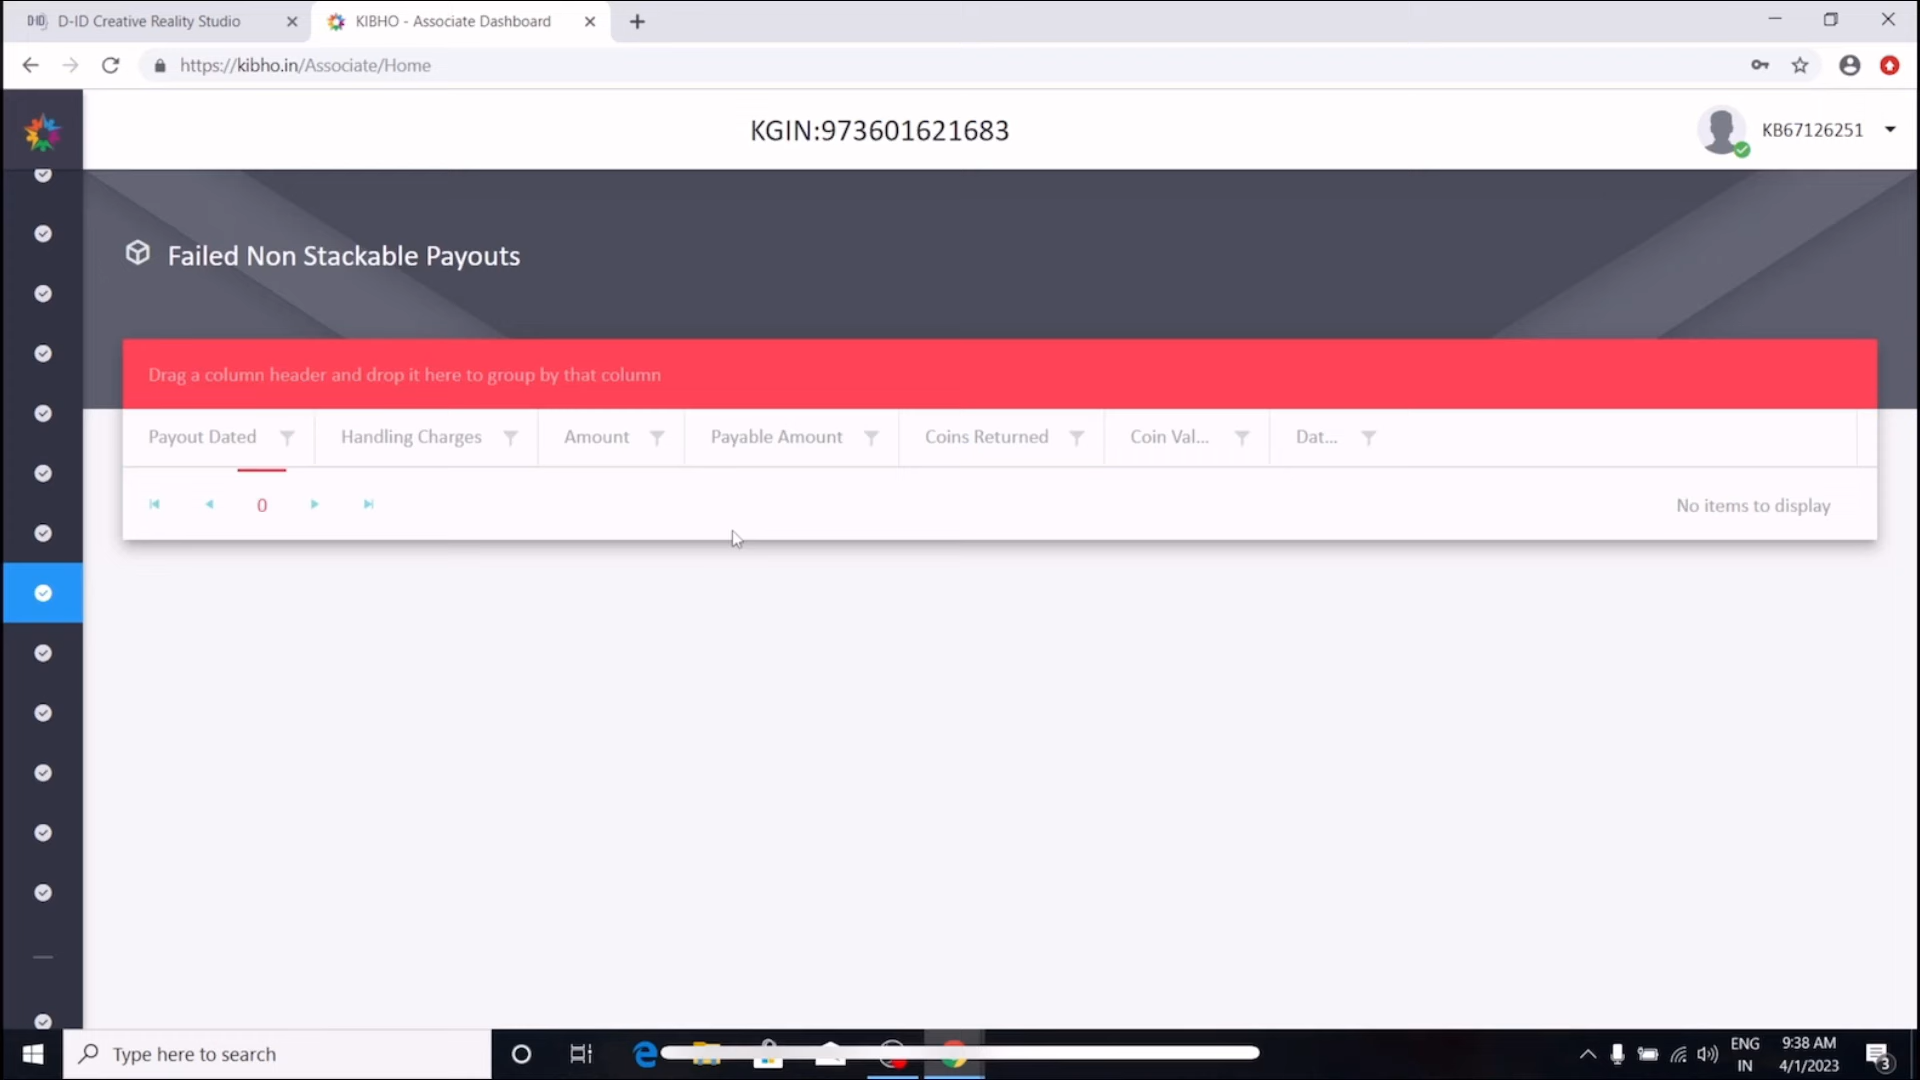 D-ID D-ID Creative Reality Studio
KIBHO - Associate Dashboard
https://kibho.in/Associate/Home
KGIN:973601621683
KB67126251
Failed Non Stackable Payouts
Drag a column header and drop it here to group by that column
Payout Dated Handling Charges Amount Payable Amount Coins Returned Coin Val... Dat...
0
No items to display
Type here to search
ENG
IN
9:38 AM
4/1/2023
3